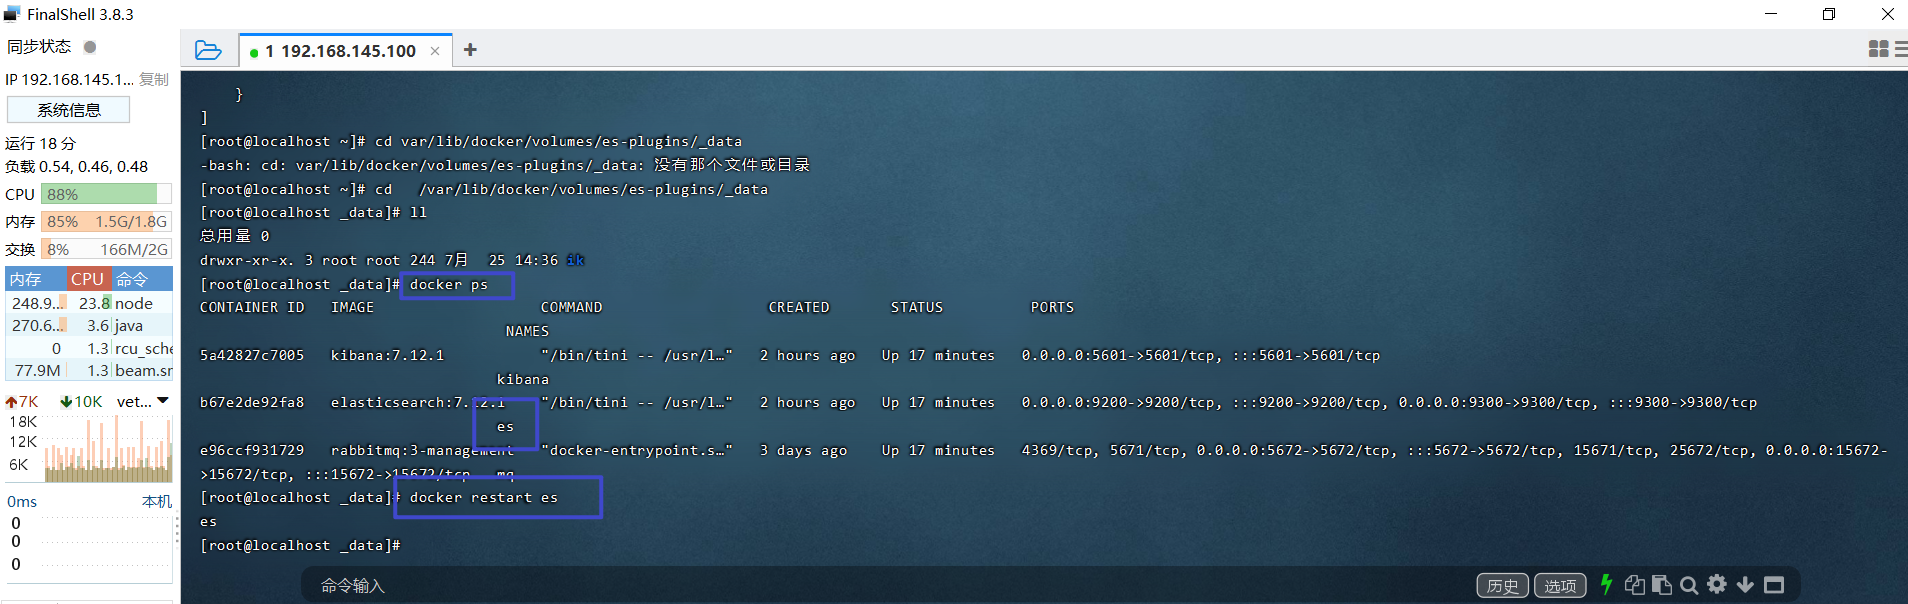 FinalShell 3.8.3
同步状态
IP 192.168.145.1... 复制
系统信息
运行 18 分
负载 0.54, 0.46, 0.48
CPU 88%
内存 85% 1.5G/1.8G
交换 8% 166M/2G
内存 CPU 命令
248.9... 23.8 node
270.6... 3.6 java
0 1.3 rcu_sche
77.9M 1.3 beam.sm
7K 10K vet...
18K
12K
6K
0ms 本机
0
0
0
1 192.168.145.100
}
]
[root@localhost ~]# cd var/lib/docker/volumes/es-plugins/_data
-bash: cd: var/lib/docker/volumes/es-plugins/_data: 没有那个文件或目录
[root@localhost ~]# cd   /var/lib/docker/volumes/es-plugins/_data
[root@localhost _data]# ll
总用量 0
drwxr-xr-x. 3 root root 244 7月  25 14:36 ik
[root@localhost _data]# docker ps
CONTAINER ID   IMAGE                   COMMAND                   CREATED       STATUS          PORTS
NAMES
5a42827c7005   kibana:7.12.1           "/bin/tini -- /usr/l…"   2 hours ago   Up 17 minutes   0.0.0.0:5601->5601/tcp, :::5601->5601/tcp
kibana
b67e2de92fa8   elasticsearch:7.12.1    "/bin/tini -- /usr/l…"   2 hours ago   Up 17 minutes   0.0.0.0:9200->9200/tcp, :::9200->9200/tcp, 0.0.0.0:9300->9300/tcp, :::9300->9300/tcp
es
e96ccf931729   rabbitmq:3-management   "docker-entrypoint.s…"   3 days ago    Up 17 minutes   4369/tcp, 5671/tcp, 0.0.0.0:5672->5672/tcp, :::5672->5672/tcp, 15671/tcp, 25672/tcp, 0.0.0.0:15672-
>15672/tcp, :::15672->15672/tcp   mq
[root@localhost _data]# docker restart es
es
[root@localhost _data]#
命令输入
历史 选项